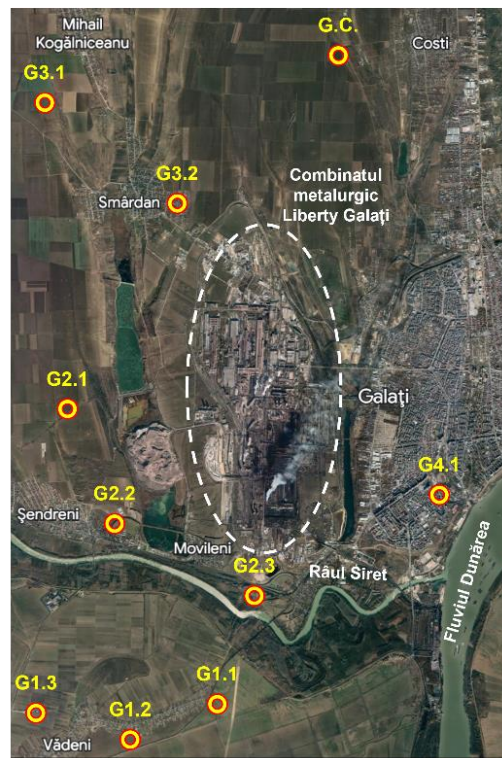 Mihail
Kogălniceanu
G.C.
Costi
G3.1
G3.2
Smârdan
Combinatul
metalurgic
Liberty Galați
G2.1
Galați
G4.1
G2.2
Șendreni
Movileni
G2.3
Râul Siret
Fluviul Dunărea
G1.1
G1.3
G1.2
Vădeni